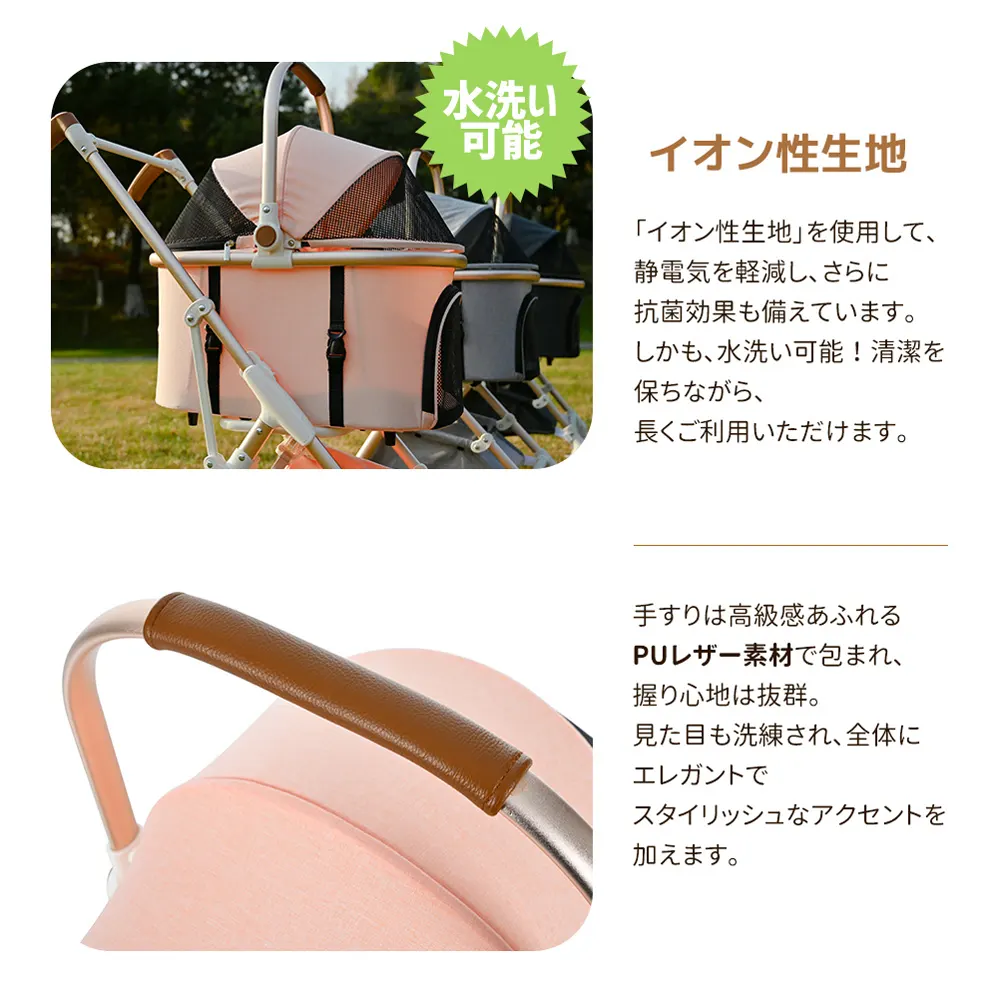 水洗い
可能
イオン性生地
「イオン性生地」を使用して、
静電気を軽減し、さらに
抗菌効果も備えています。
しかも、水洗い可能！清潔を
保ちながら、
長くご利用いただけます。
手すりは高級感あふれる
PUレザー素材で包まれ、
握り心地は抜群。
見た目も洗練され、全体に
エレガントで
スタイリッシュなアクセントを
加えます。